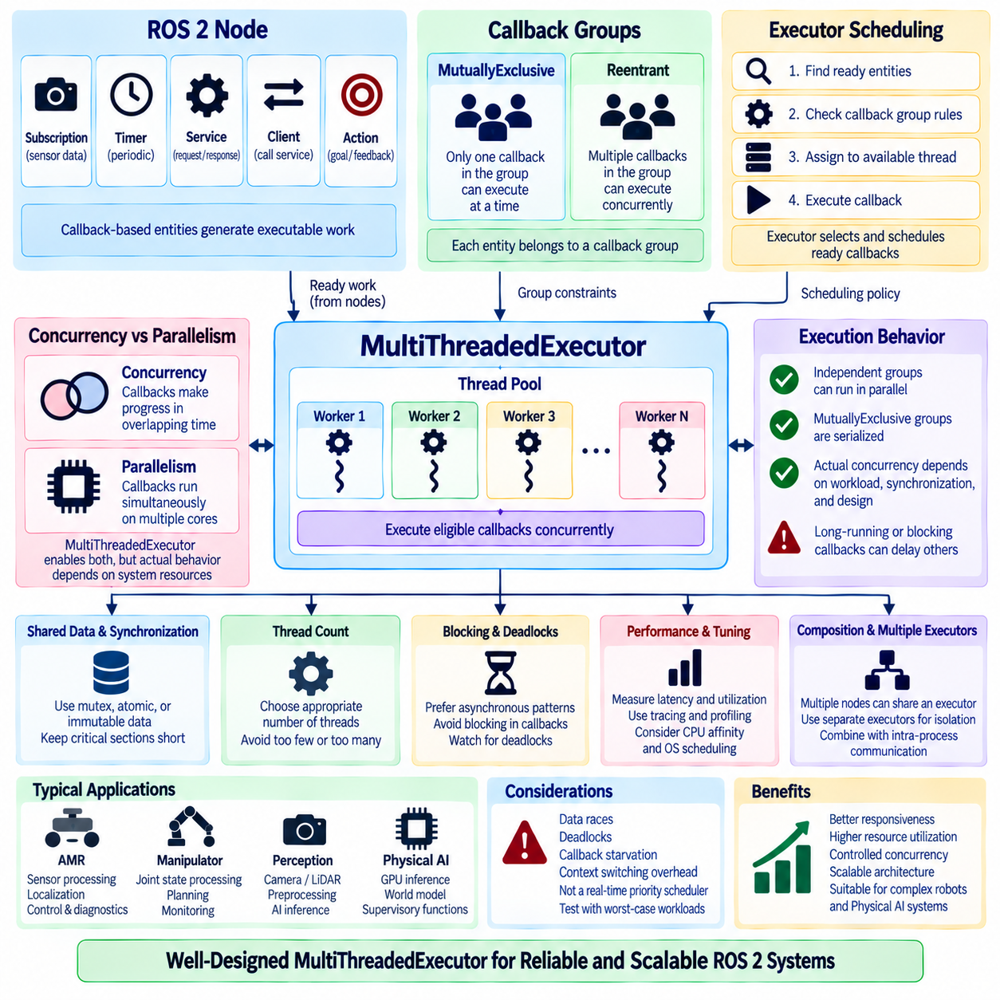 ROS 2 Node
Subscription
(sensor data)
Timer
(periodic)
Service
(request/response)
Client
(call service)
Action
(goal/feedback)
Callback-based entities generate executable work
Callback Groups
MutuallyExclusive
Only one callback
in the group
can execute
at a time
Reentrant
Multiple callbacks
in the group
can execute
concurrently
Each entity belongs to a callback group
Executor Scheduling
1. Find ready entities
2. Check callback group rules
3. Assign to available thread
4. Execute callback
Executor selects and schedules
ready callbacks
Ready work
(from nodes)
Group constraints
Scheduling policy
Concurrency vs Parallelism
Concurrency
Callbacks make
progress in
overlapping time
Parallelism
Callbacks run
simultaneously
on multiple cores
MultiThreadedExecutor
enables both, but actual behavior
depends on system resources
MultiThreadedExecutor
Thread Pool
Worker 1
Worker 2
Worker 3
...
Worker N
Execute eligible callbacks concurrently
Execution Behavior
Independent groups
can run in parallel
MutuallyExclusive groups
are serialized
Actual concurrency depends
on workload, synchronization,
and design
Long-running or blocking
callbacks can delay others
Shared Data & Synchronization
Use mutex, atomic, or
immutable data
Keep critical sections short
Thread Count
Choose appropriate
number of threads
Avoid too few or too many
Blocking & Deadlocks
Prefer asynchronous patterns
Avoid blocking in callbacks
Watch for deadlocks
Performance & Tuning
Measure latency and utilization
Use tracing and profiling
Consider CPU affinity
and OS scheduling
Composition & Multiple Executors
Multiple nodes can share an executor
Use separate executors for isolation
Combine with intra-process
communication
Typical Applications
AMR
Sensor processing
Localization
Control & diagnostics
Manipulator
Joint state processing
Planning
Monitoring
Perception
Camera / LiDAR
Preprocessing
AI inference
Physical AI
GPU inference
World model
Supervisory functions
Considerations
Data races
Deadlocks
Callback starvation
Context switching overhead
Not a real-time priority scheduler
Test with worst-case workloads
Benefits
Better responsiveness
Higher resource utilization
Controlled concurrency
Scalable architecture
Suitable for complex robots
and Physical AI systems
Well-Designed MultiThreadedExecutor for Reliable and Scalable ROS 2 Systems